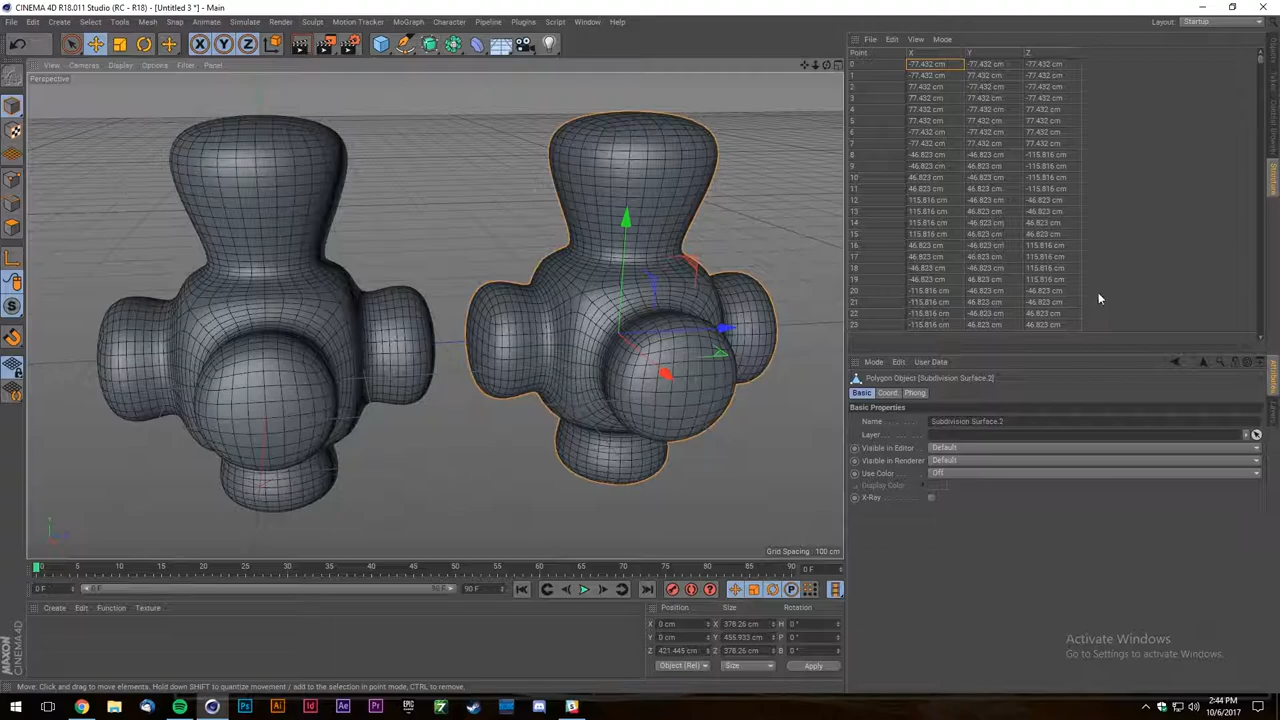 CINEMA 4D R18.011 Studio (RC - R18) - [Untitled 3 *] - Main
File Edit Create Select Tools Mesh Snap Animate Simulate Render Sculpt Motion Tracker MoGraph Character Pipeline Plugins Script Window Help
Layout: Startup
View Cameras Display Options Filter Panel
Perspective
Grid Spacing : 100 cm
File Edit View Mode
Point X Y Z
0 -77.432 cm -77.432 cm -77.432 cm
1 -77.432 cm 77.432 cm -77.432 cm
2 77.432 cm -77.432 cm -77.432 cm
3 77.432 cm 77.432 cm -77.432 cm
4 77.432 cm -77.432 cm 77.432 cm
5 77.432 cm 77.432 cm 77.432 cm
6 -77.432 cm -77.432 cm 77.432 cm
7 -77.432 cm 77.432 cm 77.432 cm
8 -46.823 cm -46.823 cm -115.816 cm
9 -46.823 cm 46.823 cm -115.816 cm
10 46.823 cm -46.823 cm -115.816 cm
11 46.823 cm 46.823 cm -115.816 cm
12 115.816 cm -46.823 cm -46.823 cm
13 115.816 cm 46.823 cm -46.823 cm
14 115.816 cm -46.823 cm 46.823 cm
15 115.816 cm 46.823 cm 46.823 cm
16 46.823 cm -46.823 cm 115.816 cm
17 46.823 cm 46.823 cm 115.816 cm
18 -46.823 cm -46.823 cm 115.816 cm
19 -46.823 cm 46.823 cm 115.816 cm
20 -115.816 cm -46.823 cm -46.823 cm
21 -115.816 cm 46.823 cm 46.823 cm
22 -115.816 cm -46.823 cm 46.823 cm
23 -115.816 cm 46.823 cm -46.823 cm
Structure
Mode Edit User Data
Attributes
Polygon Object [Subdivision Surface.2]
Basic Coord. Phong
Basic Properties
Name Subdivision Surface.2
Layer
Visible in Editor Default
Visible in Renderer Default
Use Color Off
Display Color
X-Ray
0 5 10 15 20 25 30 35 40 45 50 55 60 65 70 75 80 85 90 0 F
0 F 0 F 90 F 90 F
Create Edit Function Texture
Position Size Rotation
X 0 cm X 378.26 cm H 0 °
Y 0 cm Y 455.933 cm P 0 °
Z 421.445 cm Z 378.26 cm B 0 °
Object (Rel) Size Apply
MAXON CINEMA 4D
Activate Windows
Go to Settings to activate Windows.
Move: Click and drag to move elements. Hold down SHIFT to quantize movement / add to the selection in point mode, CTRL to remove.
Ps Ai Id Ae Pr EPIC
2:44 PM
10/6/2017